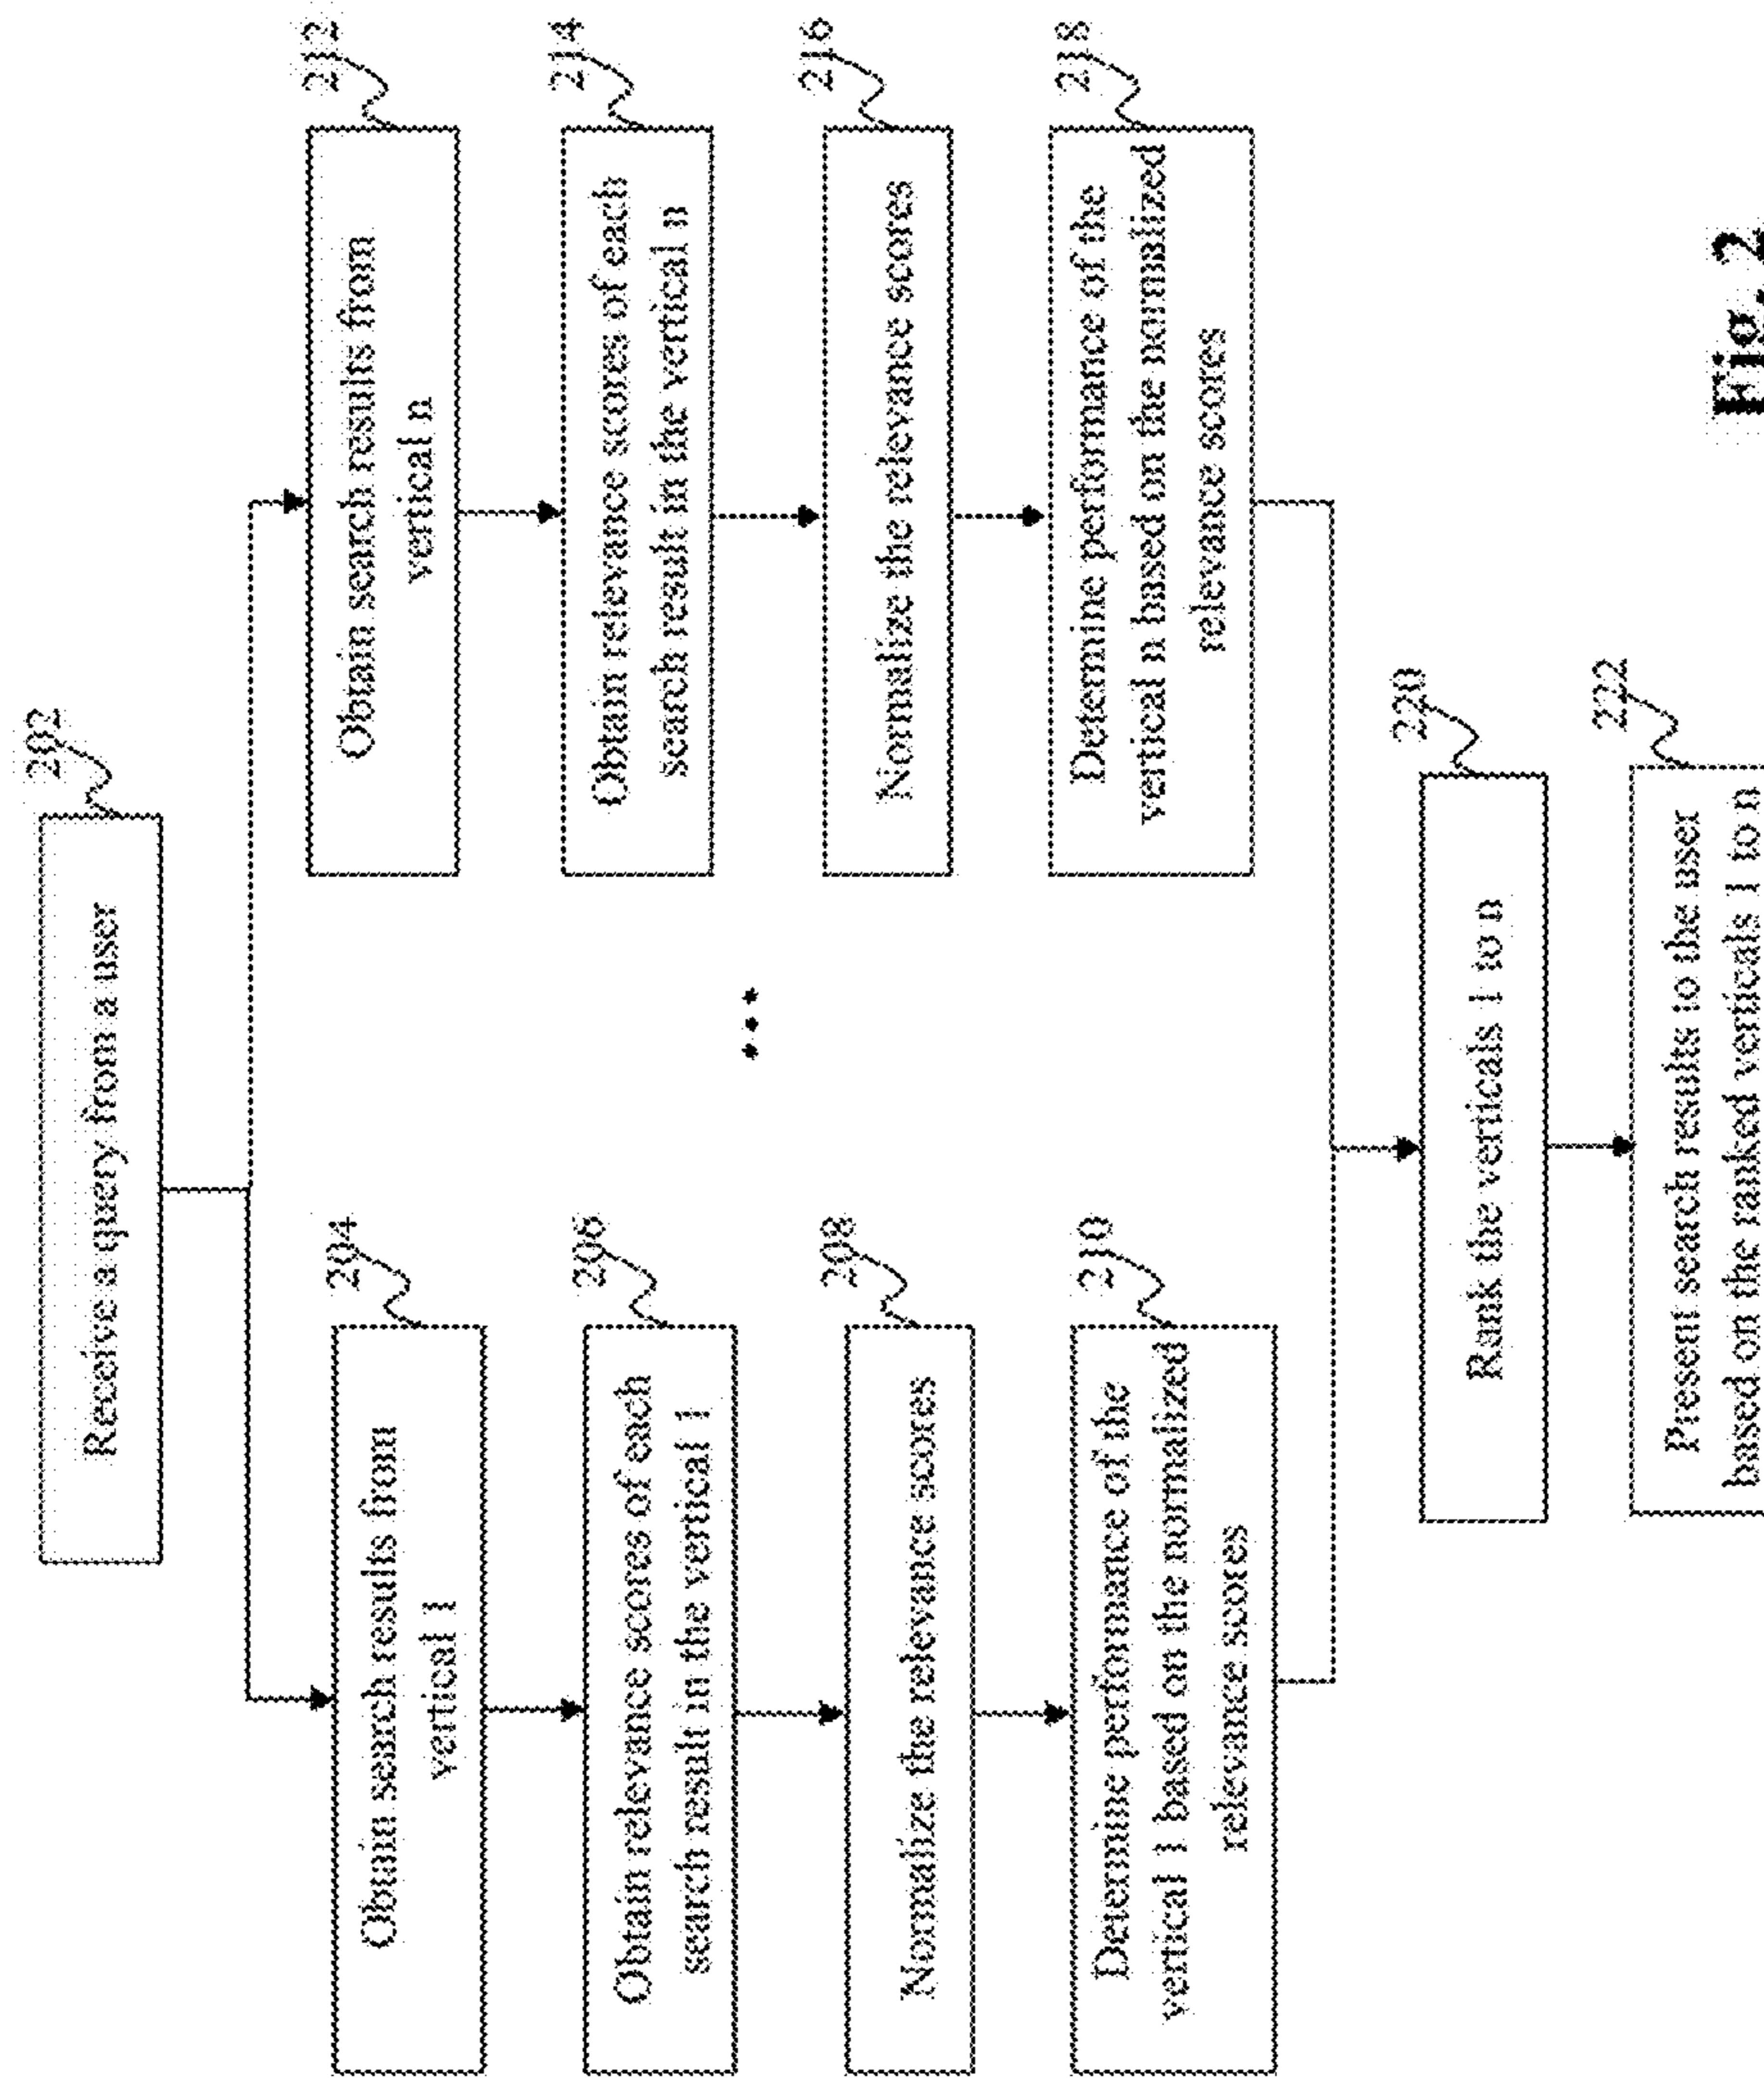 202
Receive a query from a user
204
Obtain search results from
vertical 1
206
Obtain relevance scores of each
search result in the vertical 1
208
Normalize the relevance scores
210
Determine performance of the
vertical 1 based on the normalized
relevance scores
...
212
Obtain search results from
vertical n
214
Obtain relevance scores of each
search result in the vertical n
216
Normalize the relevance scores
218
Determine performance of the
vertical n based on the normalized
relevance scores
220
Rank the verticals 1 to n
222
Present search results to the user
based on the ranked verticals 1 to n
Fig. 2